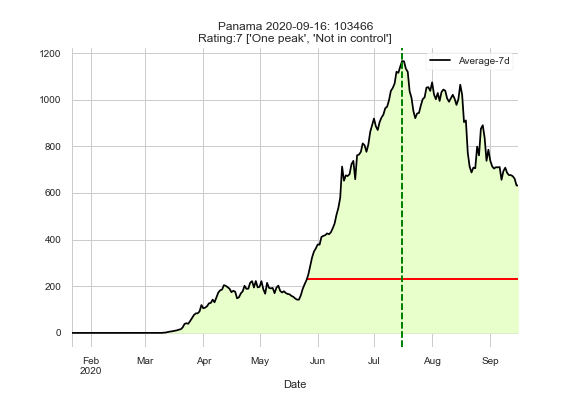 Panama 2020-09-16: 103466
Rating:7 ['One peak', 'Not in control']
Average-7d
1200
1000
800
600
400
200
0
Feb Mar Apr May Jun Jul Aug Sep
2020
Date